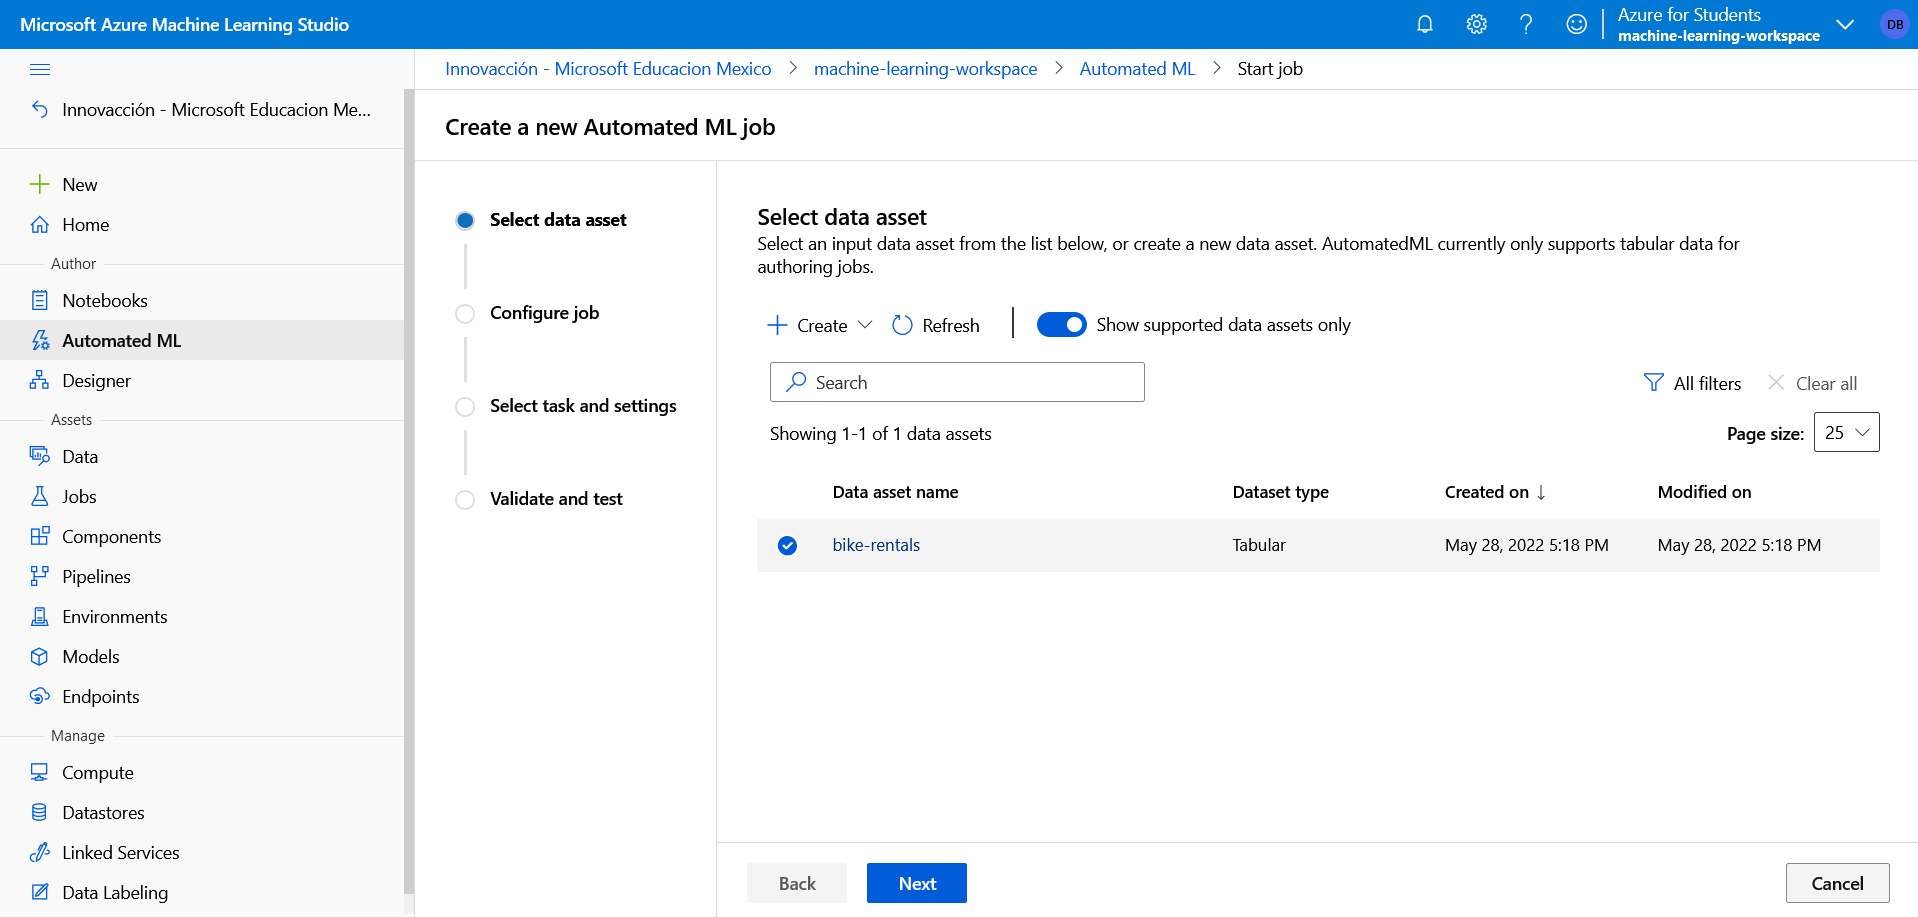 Microsoft Azure Machine Learning Studio
Azure for Students
machine-learning-workspace
DB
Innovacción - Microsoft Educacion Me...
New
Home
Author
Notebooks
Automated ML
Designer
Assets
Data
Jobs
Components
Pipelines
Environments
Models
Endpoints
Manage
Compute
Datastores
Linked Services
Data Labeling
Innovacción - Microsoft Educacion Mexico > machine-learning-workspace > Automated ML > Start job
Create a new Automated ML job
Select data asset
Configure job
Select task and settings
Validate and test
Select data asset
Select an input data asset from the list below, or create a new data asset. AutomatedML currently only supports tabular data for
authoring jobs.
Create Refresh Show supported data assets only
Search
All filters Clear all
Showing 1-1 of 1 data assets
Page size: 25
Data asset name Dataset type Created on ↓ Modified on
bike-rentals Tabular May 28, 2022 5:18 PM May 28, 2022 5:18 PM
Back Next Cancel